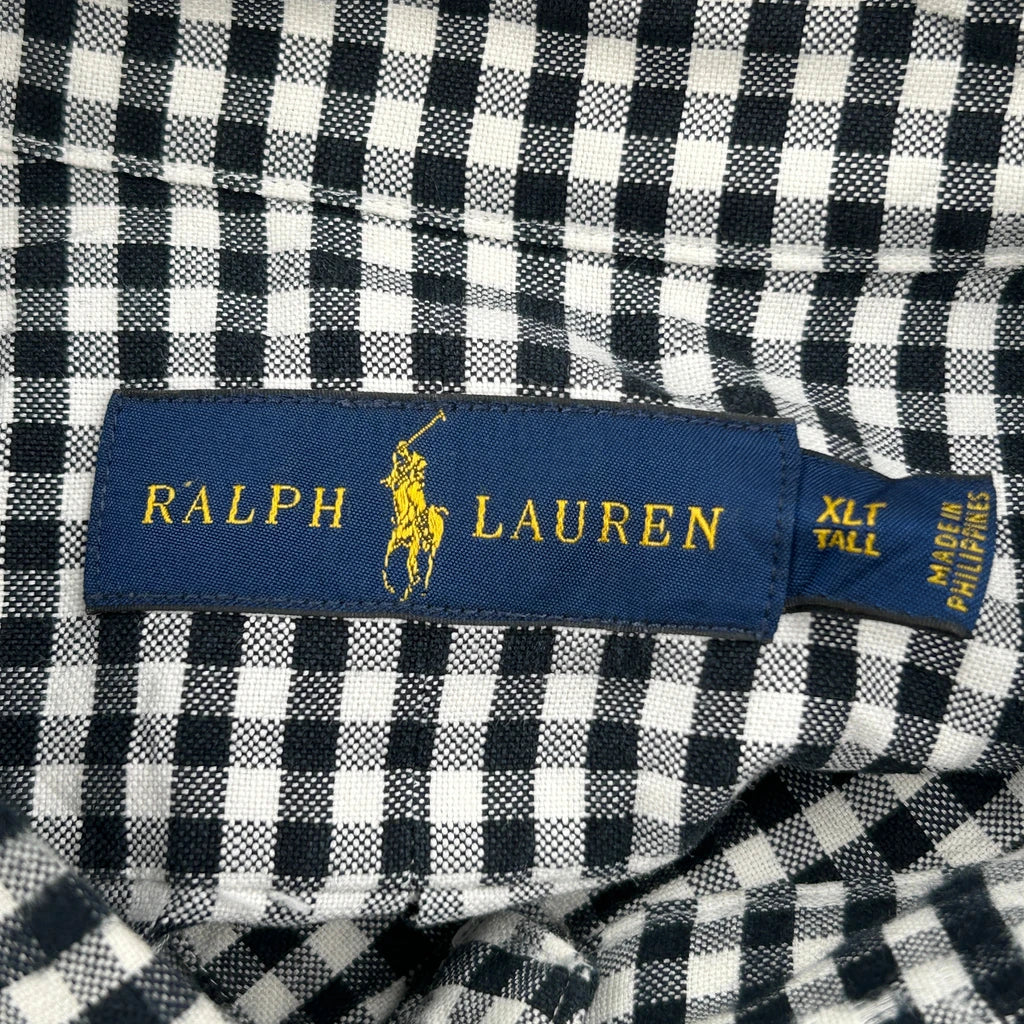 RALPH LAUREN
XLT
TALL
MADE IN
PHILIPPINES